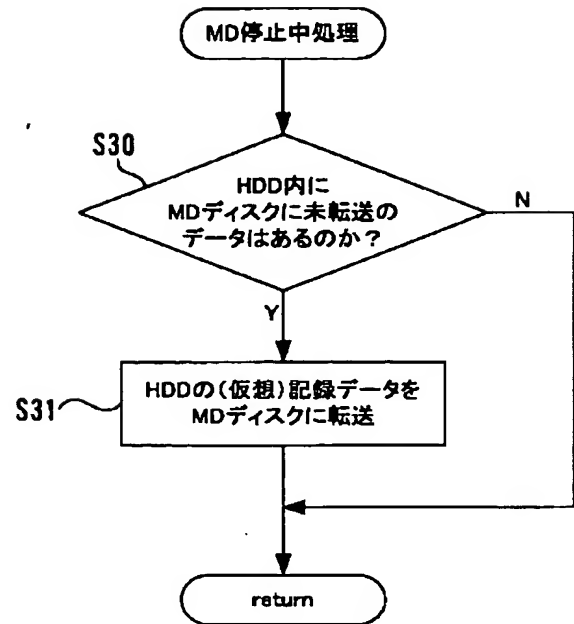 MD停止中処理
S30
HDD内に
MDディスクに未転送の
データはあるのか？
N
Y
S31
HDDの(仮想)記録データを
MDディスクに転送
return